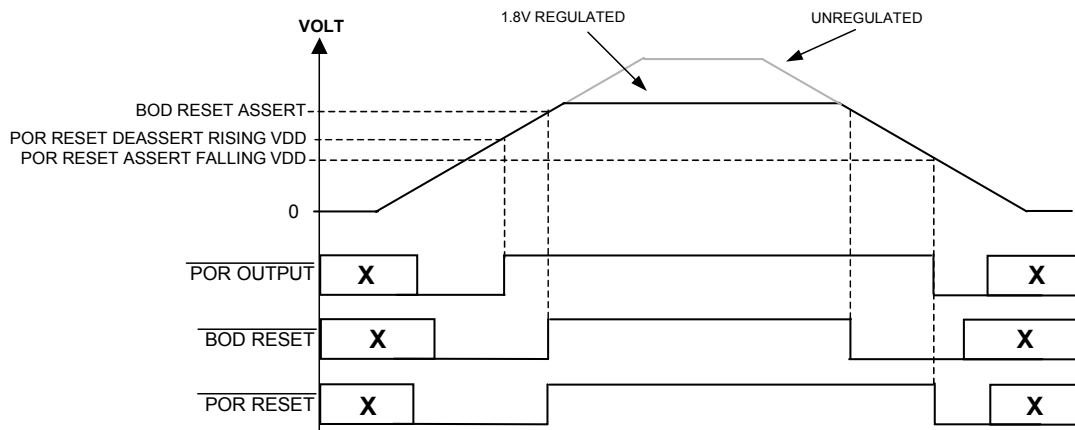 1.8V REGULATED
UNREGULATED
VOLT
BOD RESET ASSERT
POR RESET DEASSERT RISING VDD
POR RESET ASSERT FALLING VDD
0
POR OUTPUT
X
X
BOD RESET
X
X
POR RESET
X
X